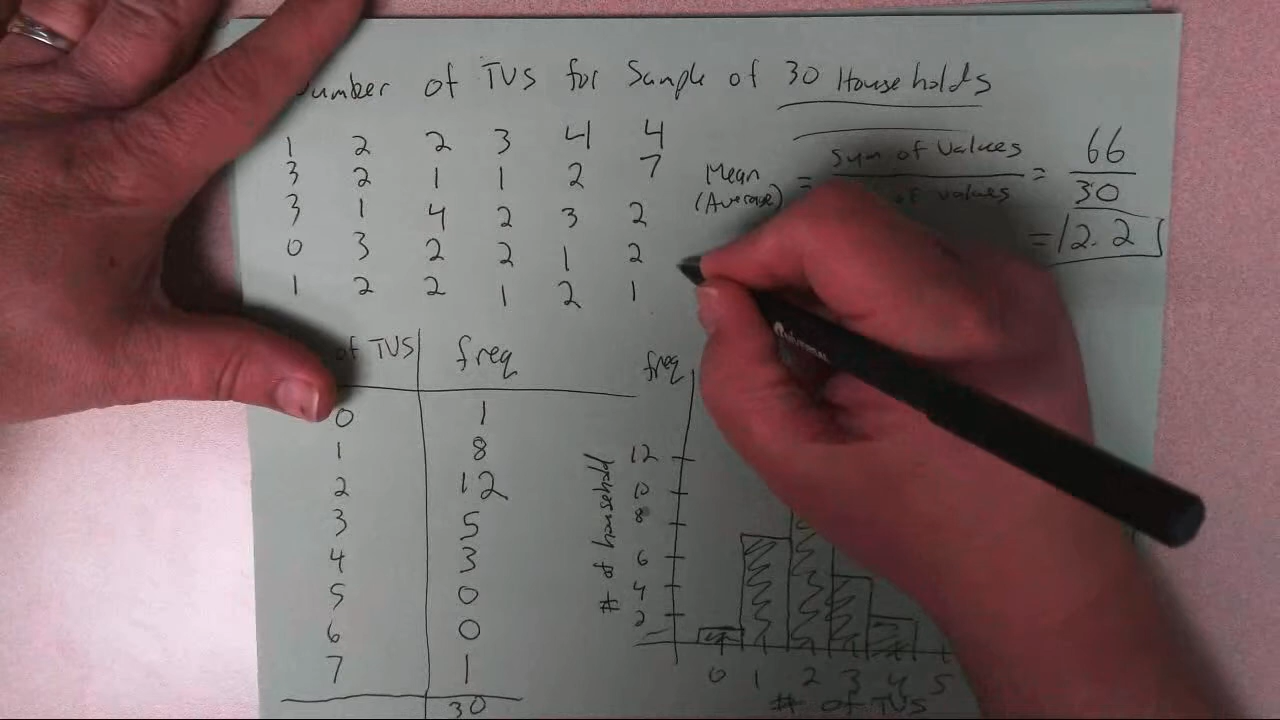 Number of TVS for Sample of 30 Households
1 2 2 3 4 4
3 2 1 1 2 7
3 1 4 2 3 2
0 3 2 2 1 2
1 2 2 1 2 1
Mean = sum of values = 66
(Average) of values 30
= 2.2
of TVS freq
0 1
1 8
2 12
3 5
4 3
5 0
6 0
7 1
30
freq
# of household
12
10
8
6
4
2
0 1 2 3 4 5
# of TVS